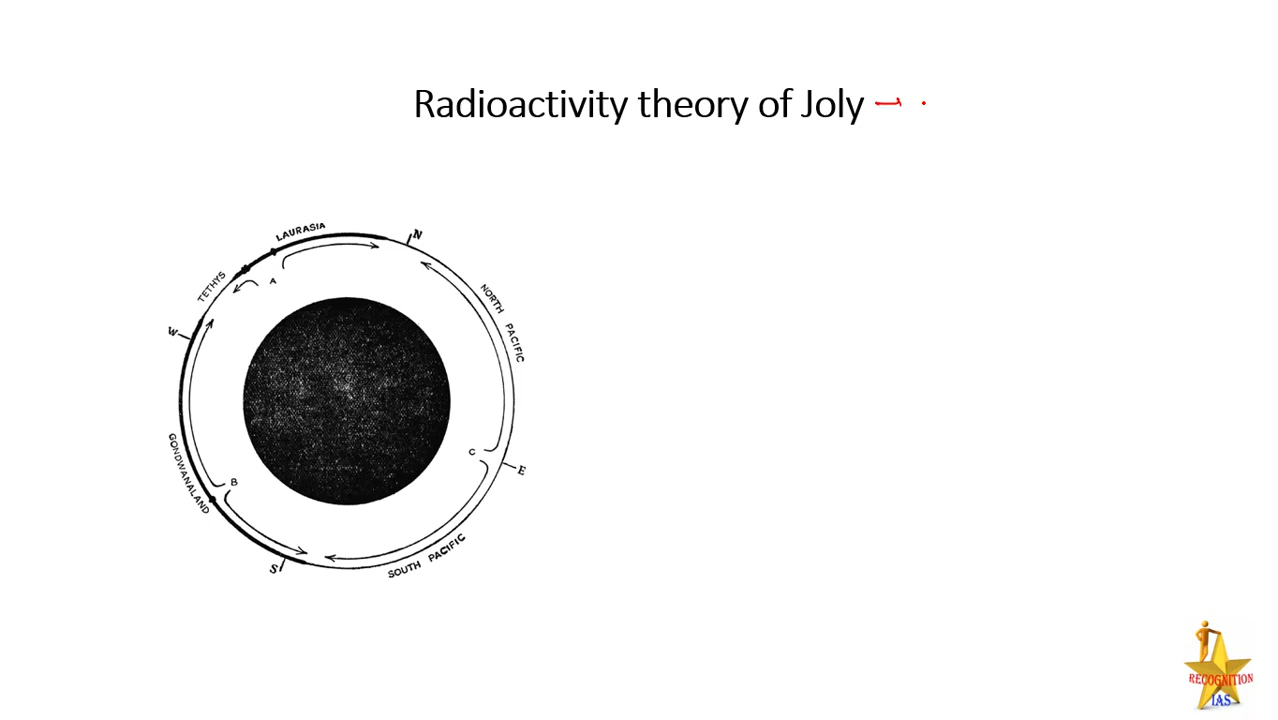 Radioactivity theory of Joly
LAURASIA
N
TETHYS
A
NORTH PACIFIC
W
GONDWANALAND
B
C
E
SOUTH PACIFIC
S
RECOGNITION
IAS